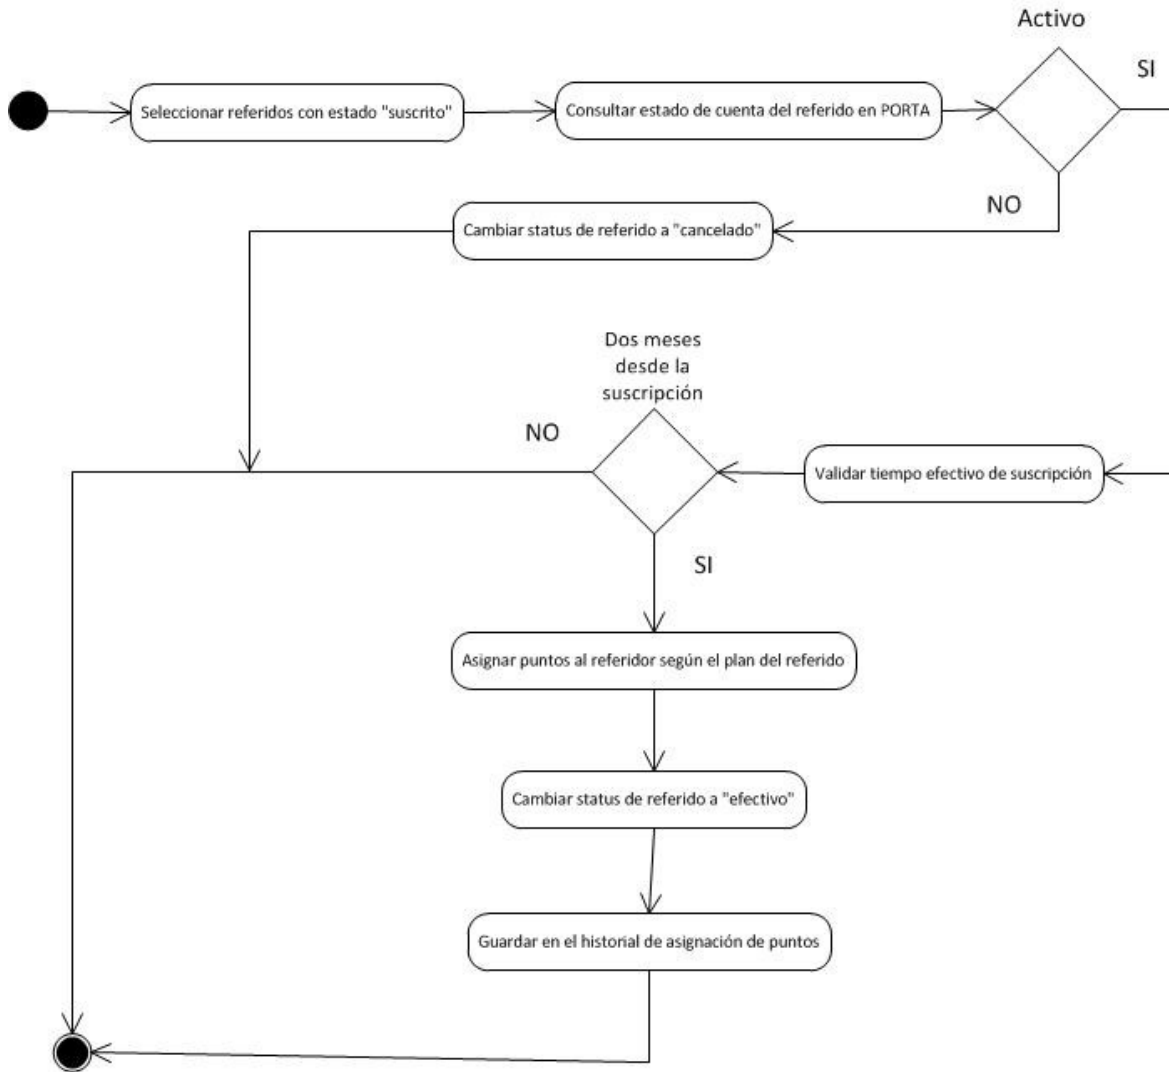 Activo
SI
Seleccionar referidos con estado "suscrito"
Consultar estado de cuenta del referido en PORTA
NO
Cambiar status de referido a "cancelado"
Dos meses
desde la
suscripción
NO
Validar tiempo efectivo de suscripción
SI
Asignar puntos al referidor según el plan del referido
Cambiar status de referido a "efectivo"
Guardar en el historial de asignación de puntos